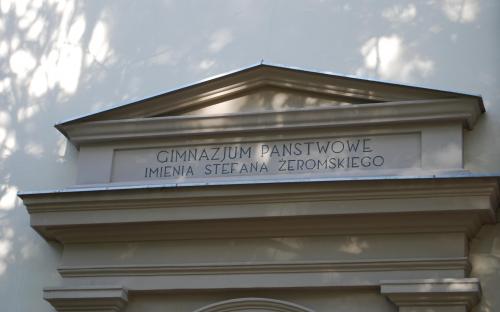 GIMNAZJUM PAŃSTWOWE
IMIENIA STEFANA ŻEROMSKIEGO